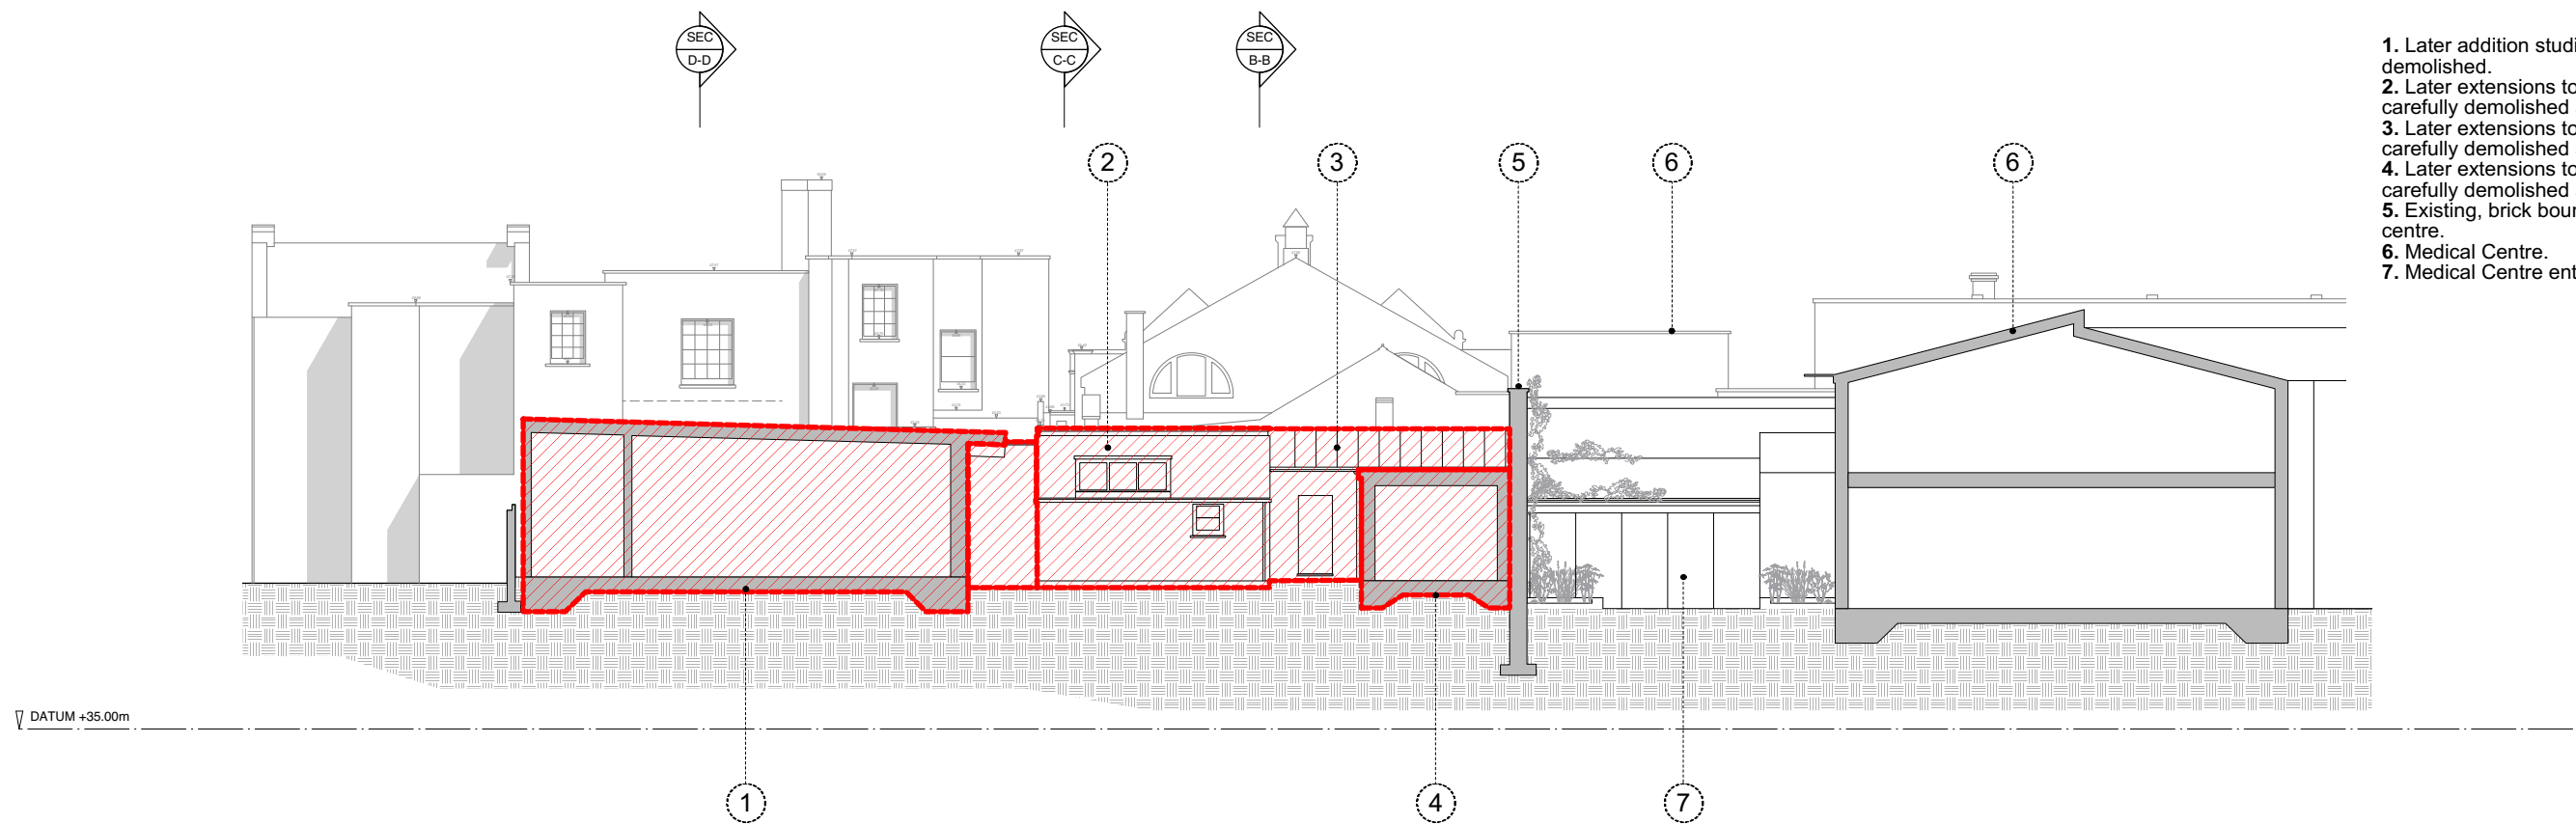 SEC
D-D
SEC
C-C
SEC
B-B
1. Later addition studi
demolished.
2. Later extensions to
carefully demolished
3. Later extensions to
carefully demolished
4. Later extensions to
carefully demolished
5. Existing, brick boun
centre.
6. Medical Centre.
7. Medical Centre ent
2
3
5
6
6
DATUM +35.00m
1
4
7